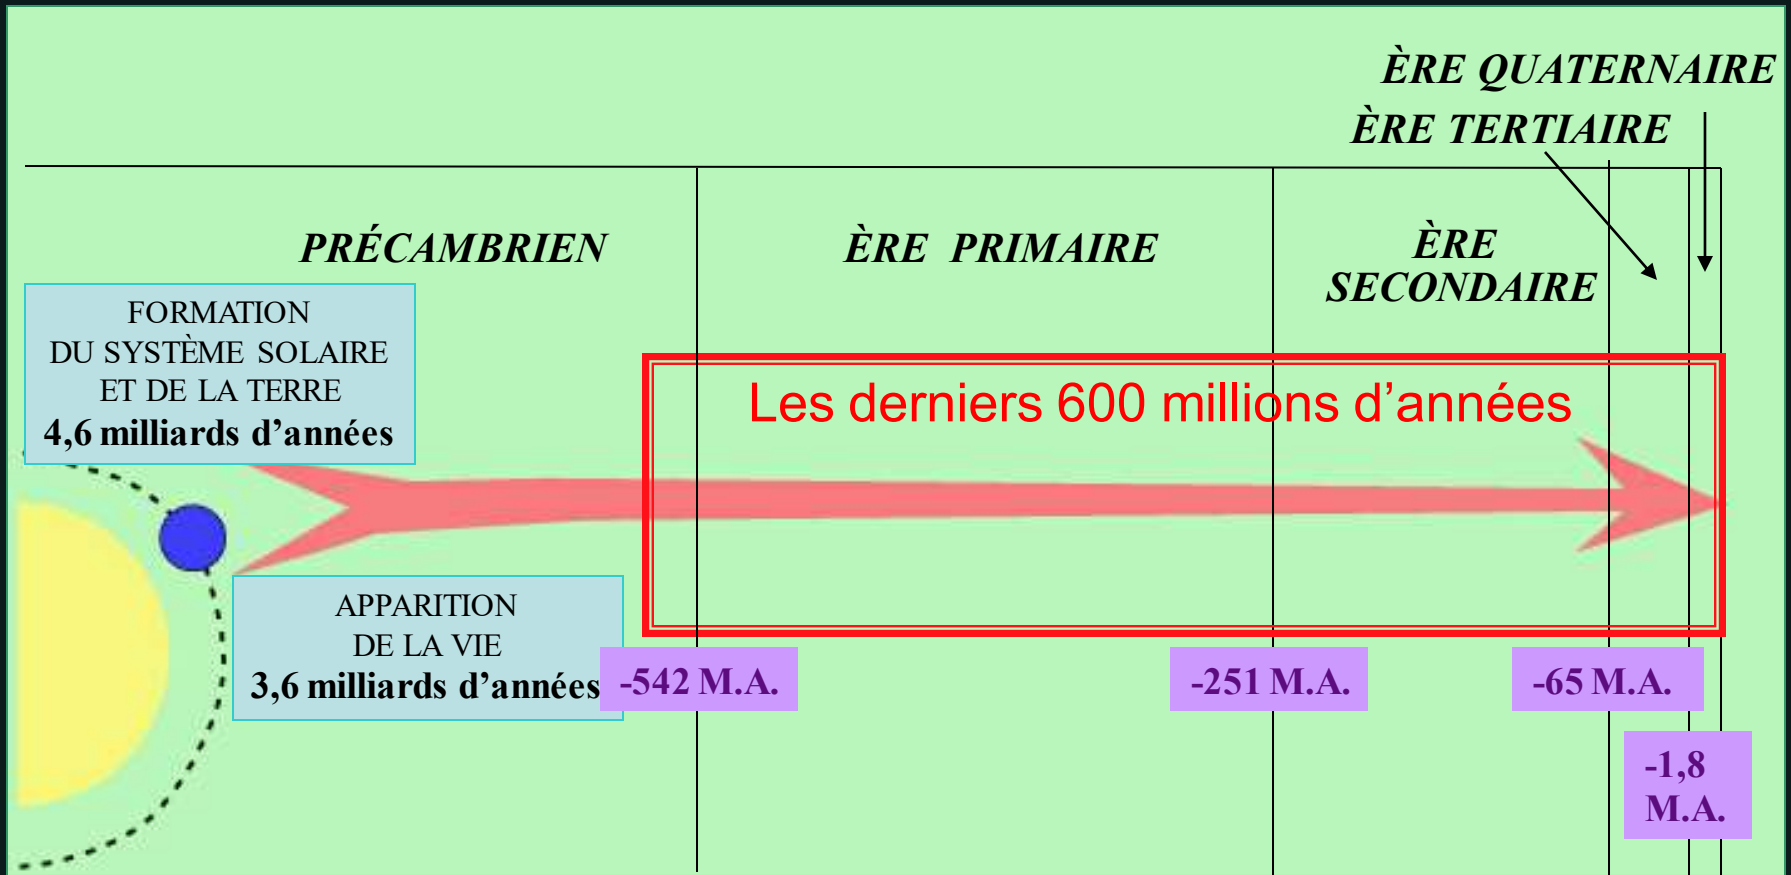 ÈRE QUATERNAIRE
ÈRE TERTIAIRE
PRÉCAMBRIEN
ÈRE PRIMAIRE
ÈRE
SECONDAIRE
FORMATION
DU SYSTÈME SOLAIRE
ET DE LA TERRE
4,6 milliards d’années
Les derniers 600 millions d’années
APPARITION
DE LA VIE
3,6 milliards d’années
-542 M.A.
-251 M.A.
-65 M.A.
-1,8
M.A.